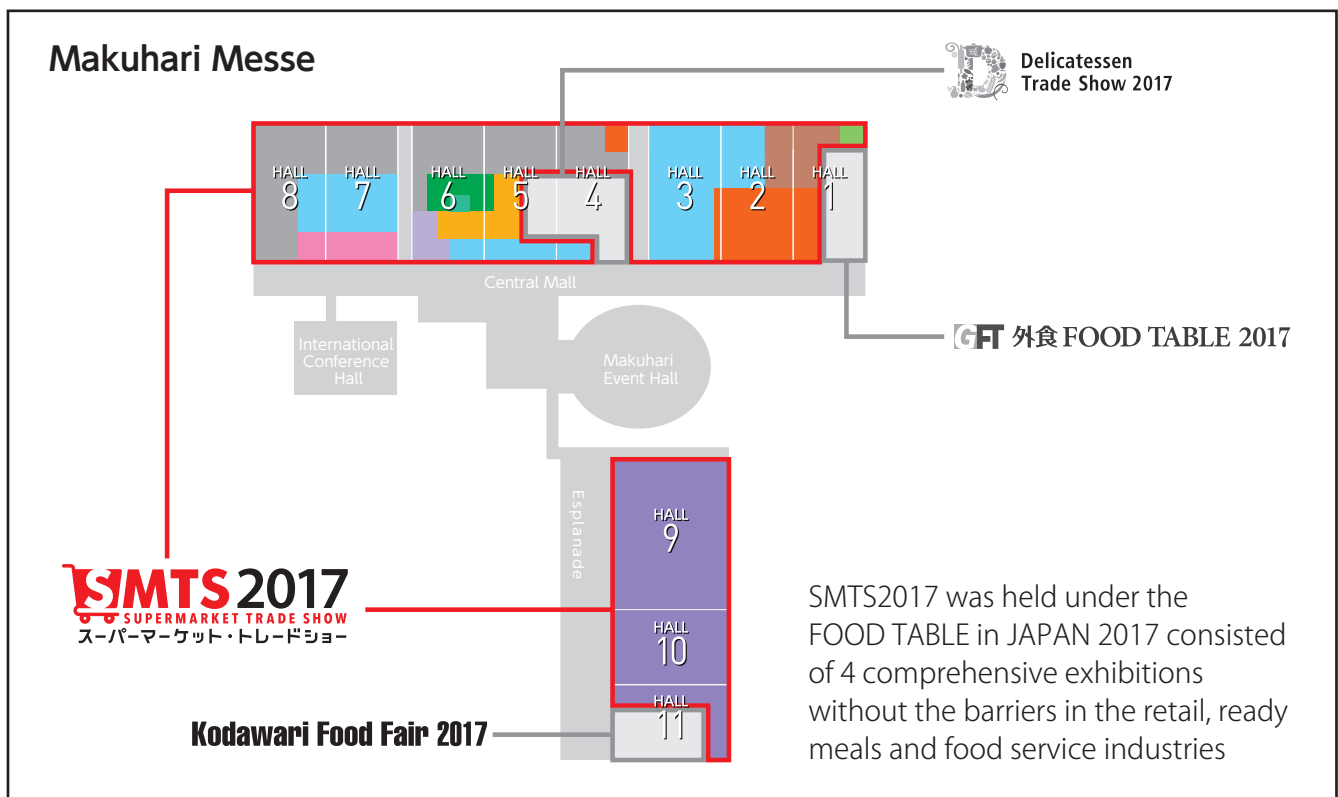 Makuhari Messe
Delicatessen
Trade Show 2017
HALL
8
HALL
7
HALL
6
HALL
5
HALL
4
HALL
3
HALL
2
HALL
1
Central Mall
International
Conference
Hall
Makuhari
Event Hall
GFT 外食 FOOD TABLE 2017
Esplanade
HALL
9
HALL
10
HALL
11
SMTS 2017
SUPERMARKET TRADE SHOW
スーパーマーケット・トレードショー
Kodawari Food Fair 2017
SMTS2017 was held under the
FOOD TABLE in JAPAN 2017 consisted
of 4 comprehensive exhibitions
without the barriers in the retail, ready
meals and food service industries